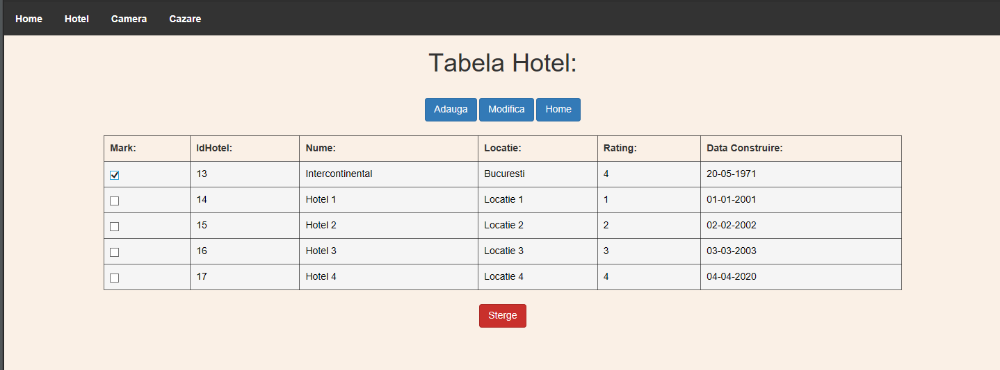 Home Hotel Camera Cazare
Tabela Hotel:
Adauga Modifica Home
Mark: IdHotel: Nume: Locatie: Rating: Data Construire:
13 Intercontinental Bucuresti 4 20-05-1971
14 Hotel 1 Locatie 1 1 01-01-2001
15 Hotel 2 Locatie 2 2 02-02-2002
16 Hotel 3 Locatie 3 3 03-03-2003
17 Hotel 4 Locatie 4 4 04-04-2020
Sterge